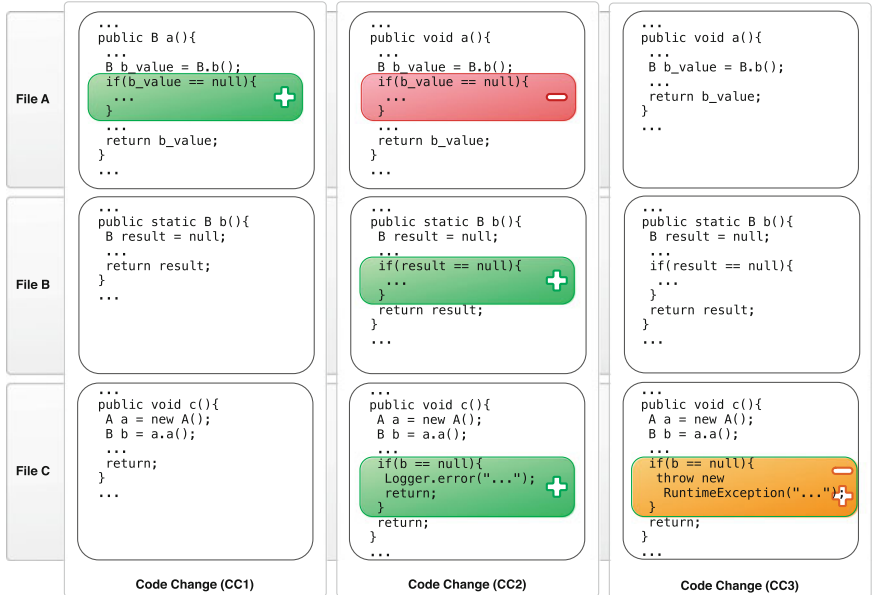 File A
...
public B a(){
...
B b_value = B.b();
if(b_value == null){
...
}
...
return b_value;
}
...
...
public void a(){
...
B b_value = B.b();
if(b_value == null){
...
}
...
return b_value;
}
...
...
public void a(){
...
B b_value = B.b();
...
return b_value;
}
...
File B
...
public static B b(){
B result = null;
...
return result;
}
...
...
public static B b(){
B result = null;
...
if(result == null){
...
}
return result;
}
...
...
public static B b(){
B result = null;
...
if(result == null){
...
}
return result;
}
...
File C
...
public void c(){
A a = new A();
B b = a.a();
...
return;
}
...
...
public void c(){
A a = new A();
B b = a.a();
...
if(b == null){
Logger.error("...");
return;
}
return;
}
...
...
public void c(){
A a = new A();
B b = a.a();
...
if(b == null){
throw new
RuntimeException("...");
}
return;
}
...
Code Change (CC1)
Code Change (CC2)
Code Change (CC3)